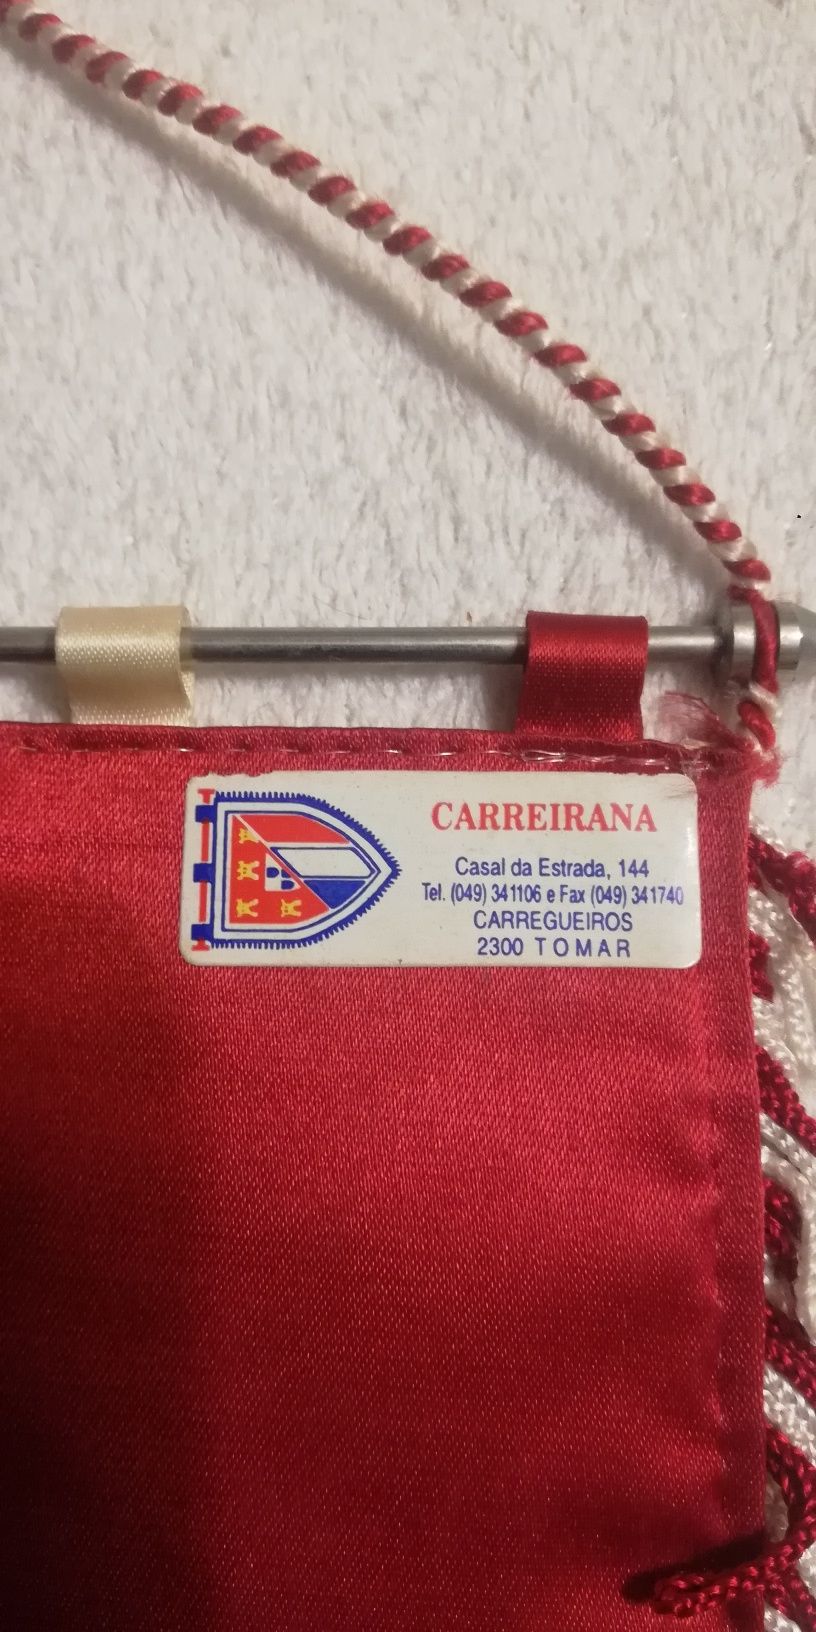 CARREIRANA
Casal da Estrada, 144
Tel. (049) 341106 e Fax (049) 341740
CARREGUEIROS
2300 TOMAR